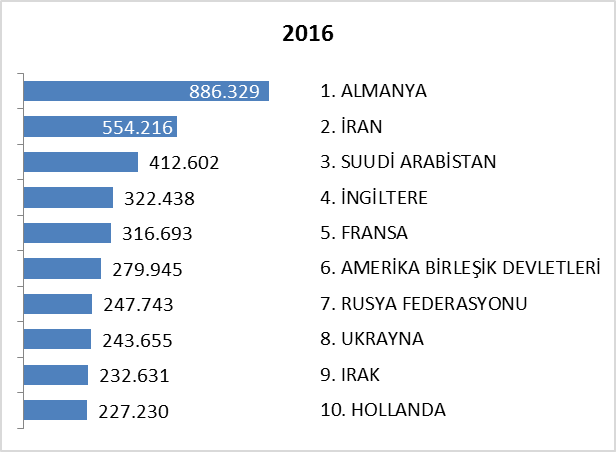 2016
886.329 1. ALMANYA
554.216 2. İRAN
412.602 3. SUUDİ ARABİSTAN
322.438 4. İNGİLTERE
316.693 5. FRANSA
279.945 6. AMERİKA BİRLEŞİK DEVLETLERİ
247.743 7. RUSYA FEDERASYONU
243.655 8. UKRAYNA
232.631 9. IRAK
227.230 10. HOLLANDA